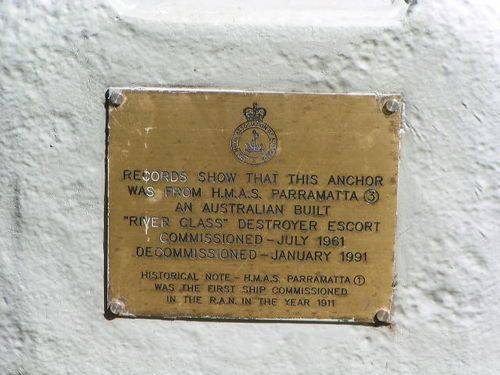 RECORDS SHOW THAT THIS ANCHOR
WAS FROM H.M.A.S. PARRAMATTA ③
AN AUSTRALIAN BUILT
"RIVER CLASS" DESTROYER ESCORT
COMMISSIONED - JULY 1961
DECOMMISSIONED - JANUARY 1991
HISTORICAL NOTE - H.M.A.S. PARRAMATTA ①
WAS THE FIRST SHIP COMMISSIONED
IN THE R.A.N. IN THE YEAR 1911